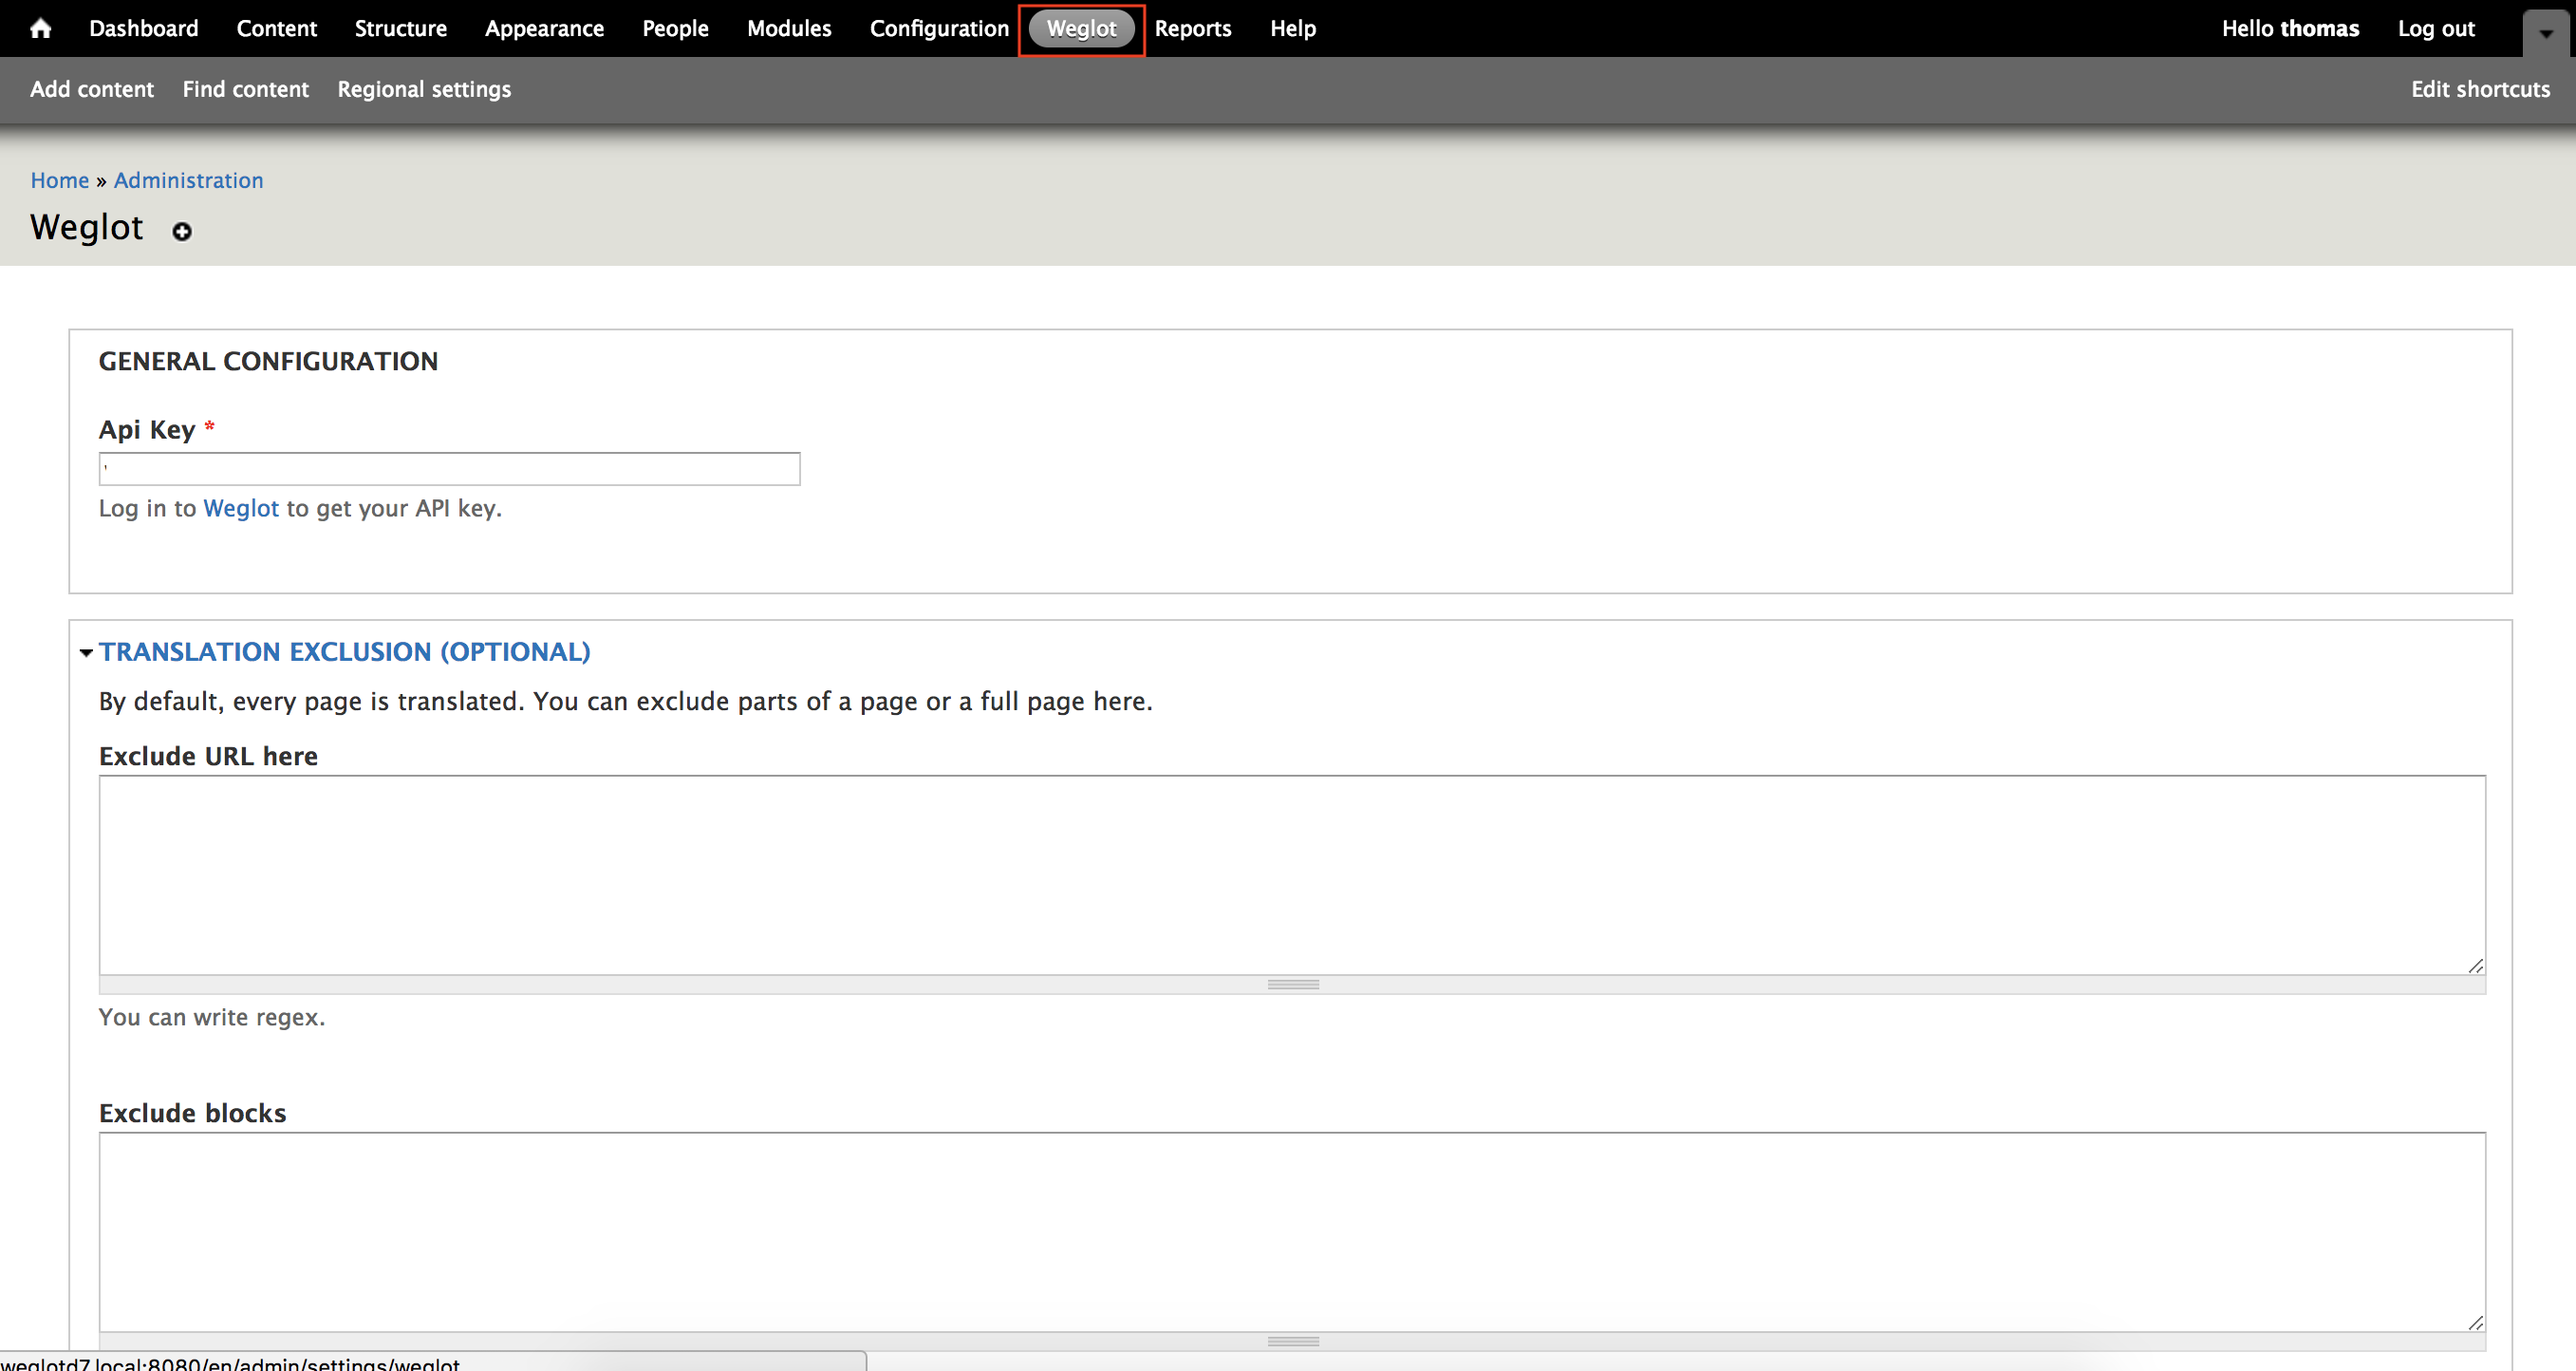 Dashboard Content Structure Appearance People Modules Configuration Weglot Reports Help Hello thomas Log out
Add content Find content Regional settings Edit shortcuts
Home » Administration
Weglot
GENERAL CONFIGURATION
Api Key *
Log in to Weglot to get your API key.
TRANSLATION EXCLUSION (OPTIONAL)
By default, every page is translated. You can exclude parts of a page or a full page here.
Exclude URL here
You can write regex.
Exclude blocks
weglotd7.local:8080/en/admin/settings/weglot